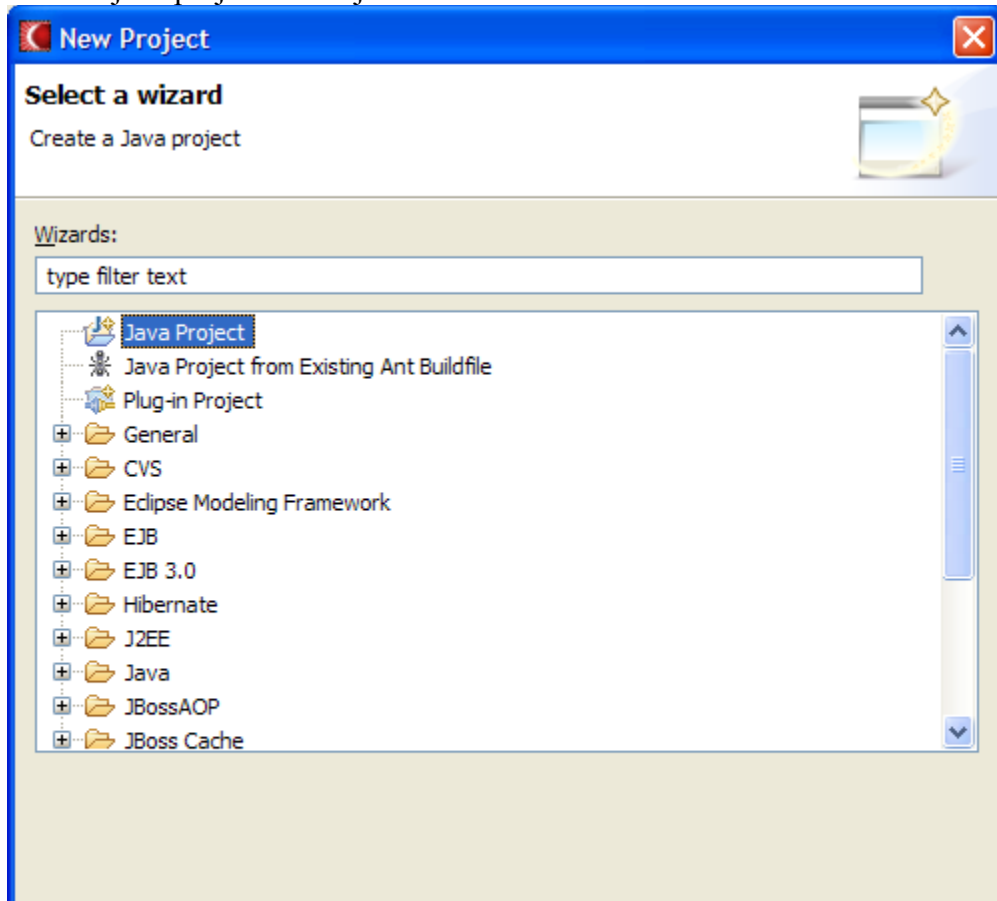 New Project
Select a wizard
Create a Java project
Wizards:
type filter text
Java Project
Java Project from Existing Ant Buildfile
Plug-in Project
General
CVS
Eclipse Modeling Framework
EJB
EJB 3.0
Hibernate
J2EE
Java
JBossAOP
JBoss Cache